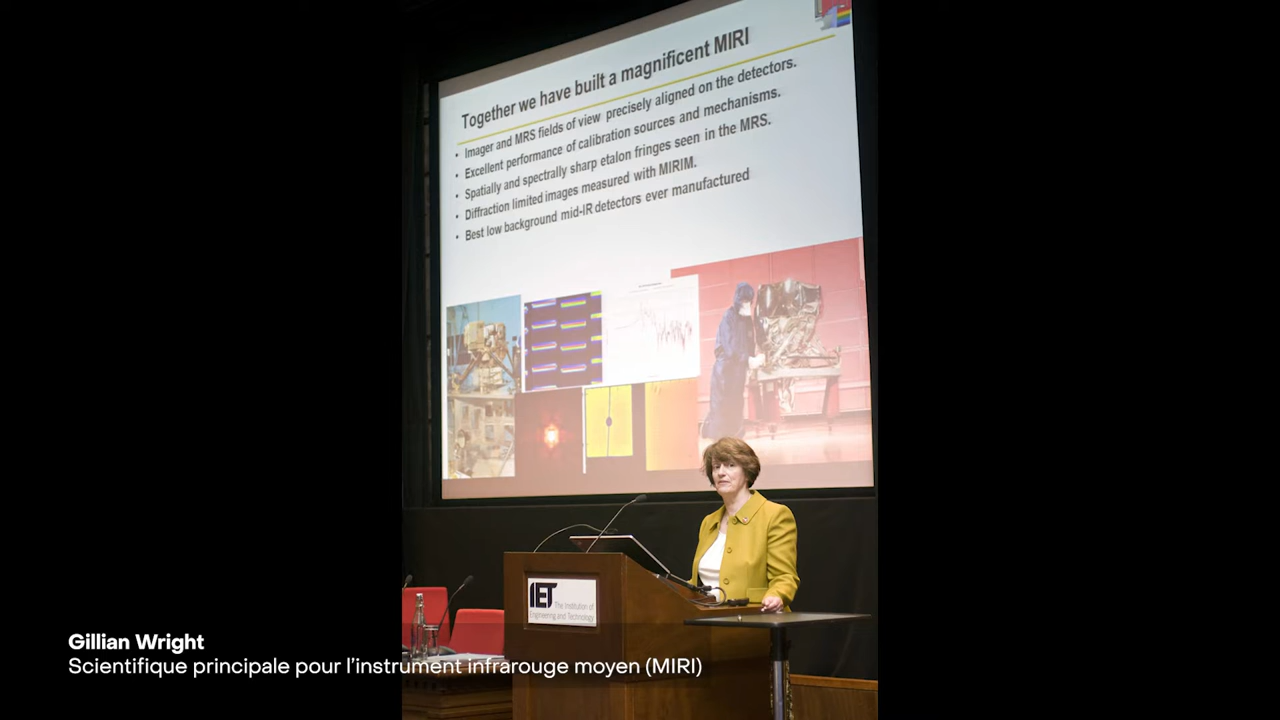 Together we have built a magnificent MIRI
• Imager and MRS fields of view precisely aligned on the detectors.
• Excellent performance of calibration sources and mechanisms.
• Spatially and spectrally sharp etalon fringes seen in the MRS.
• Diffraction limited images measured with MIRIM.
• Best low background mid-IR detectors ever manufactured
IET The Institution of
Engineering and Technology
Gillian Wright
Scientifique principale pour l’instrument infrarouge moyen (MIRI)